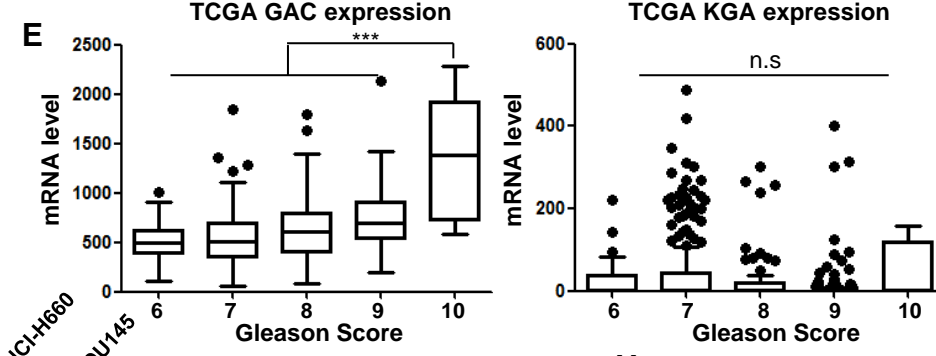 E
TCGA GAC expression
***
mRNA level
2500
2000
1500
1000
500
0
6 7 8 9 10
Gleason Score
TCGA KGA expression
n.s
mRNA level
600
400
200
0
6 7 8 9 10
Gleason Score
NCI-H660
DU145